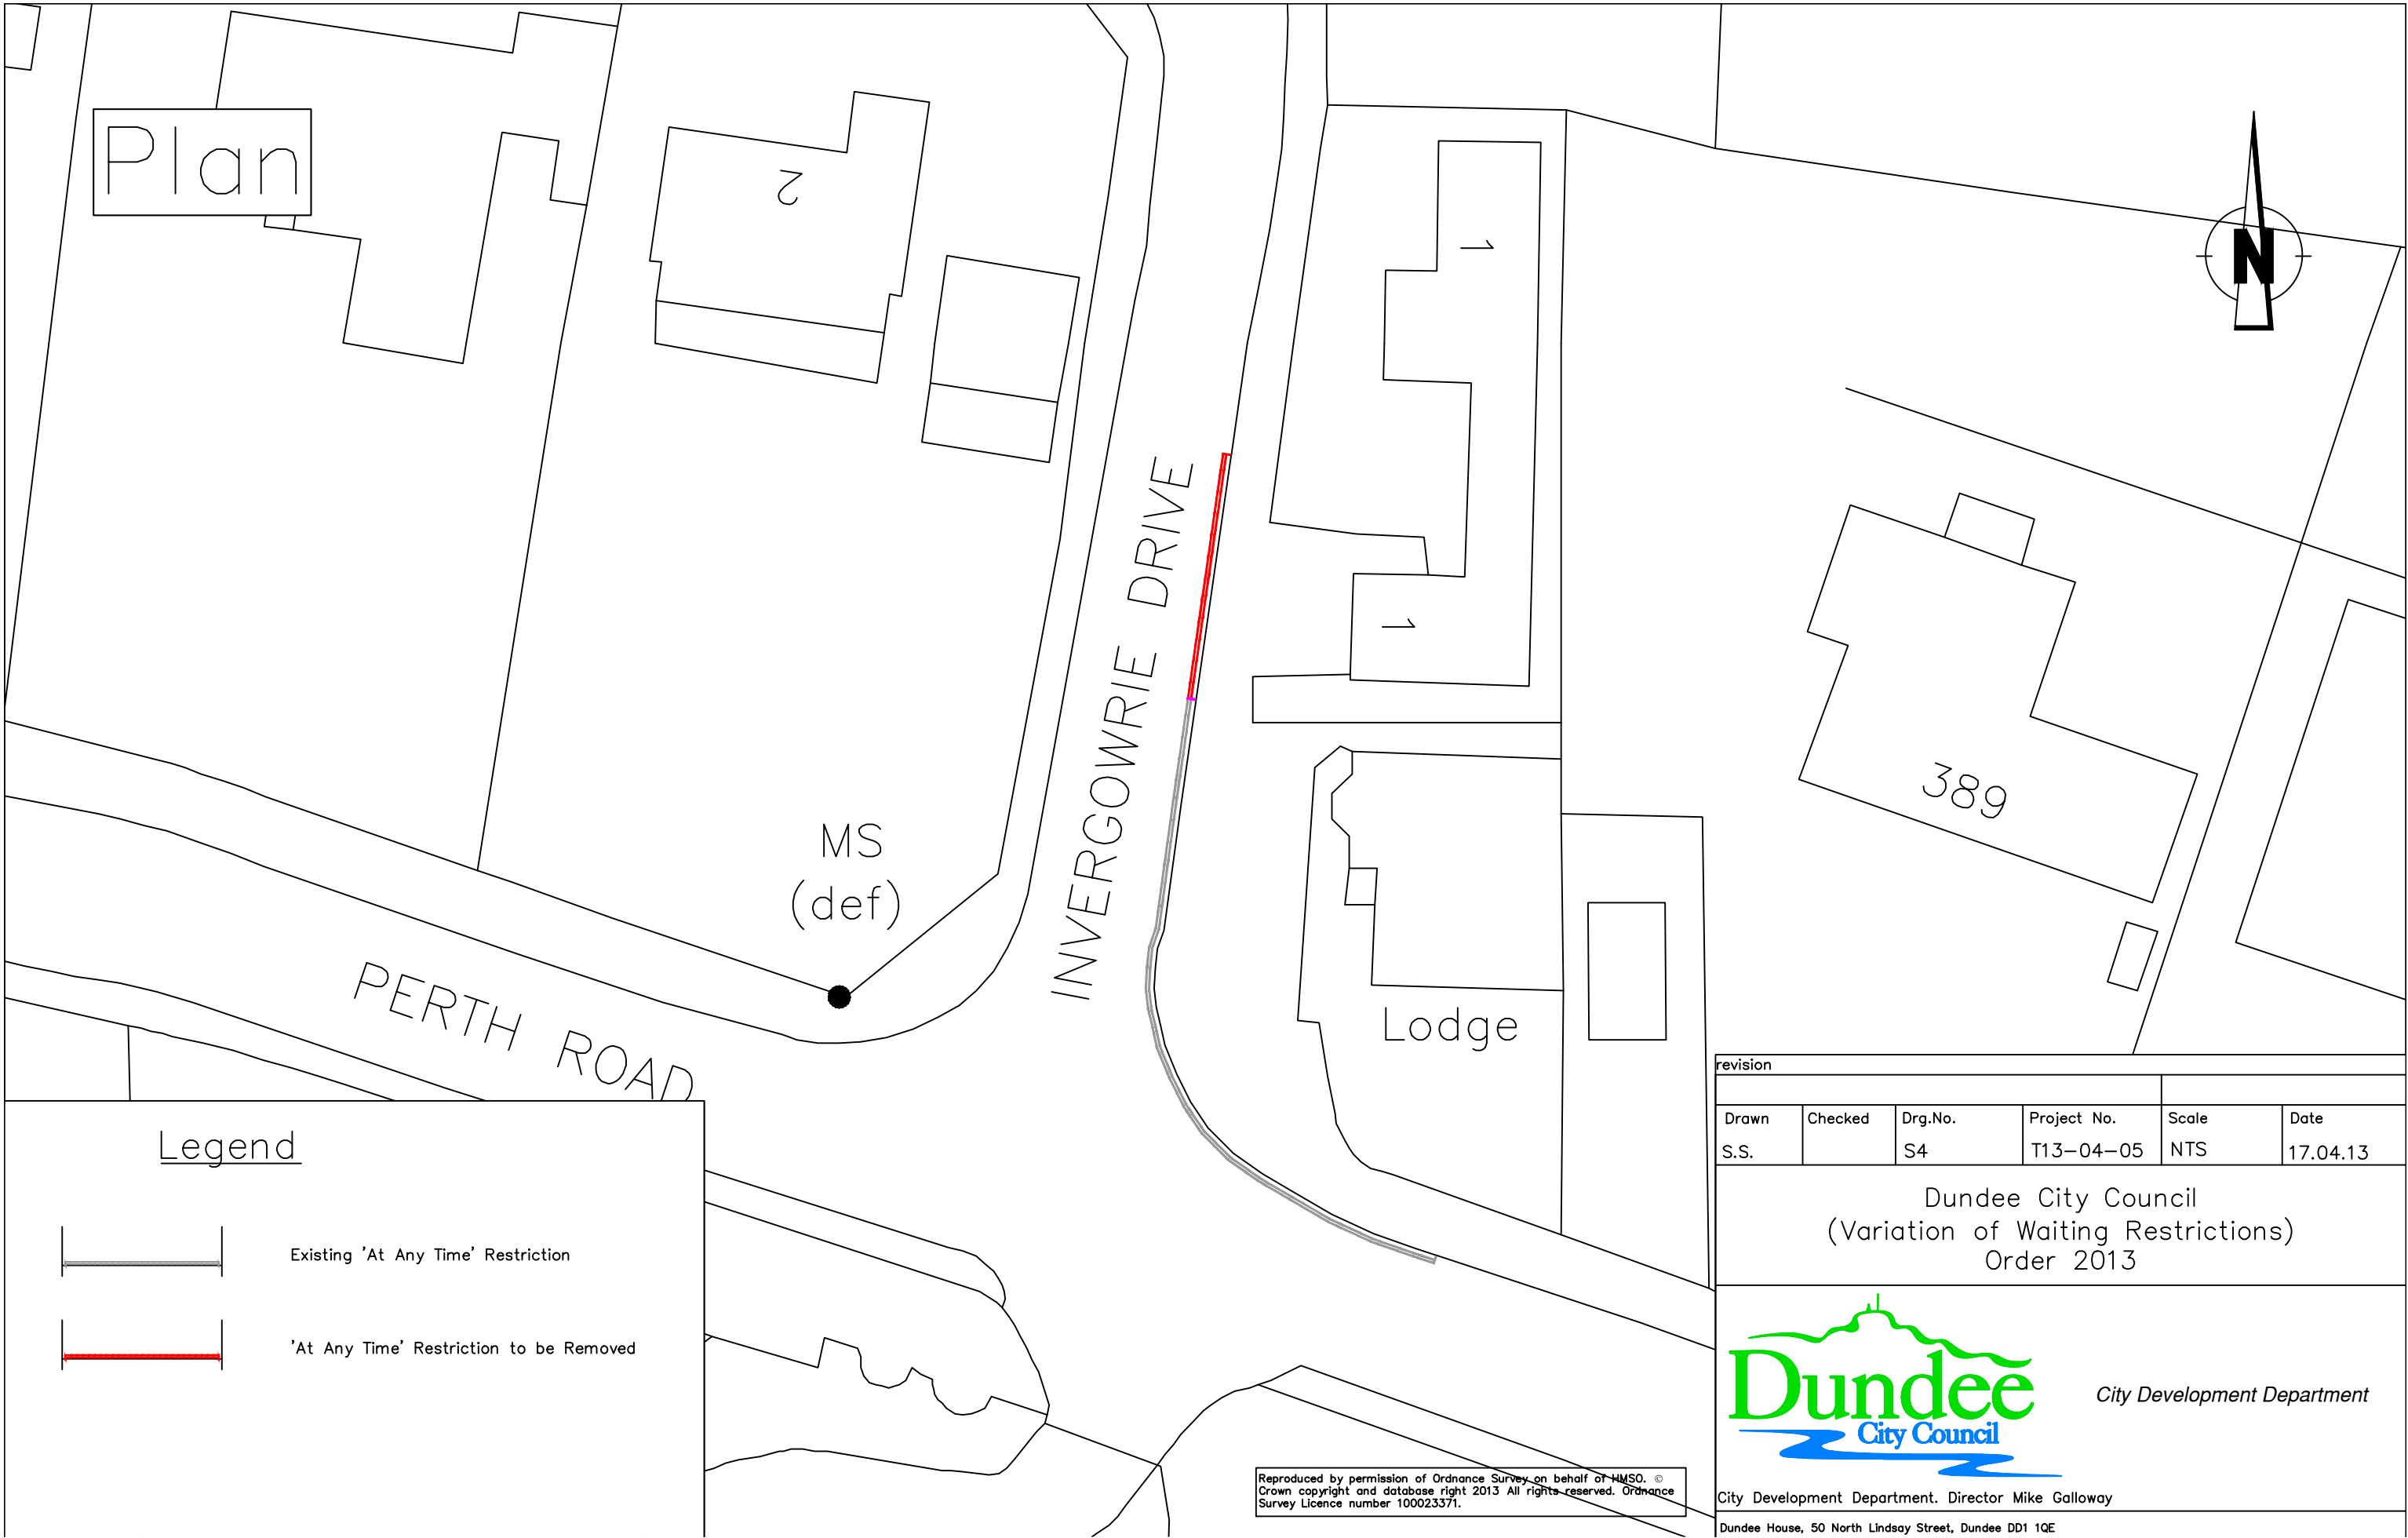 Plan
2
1
1
389
INVERGOWRIE DRIVE
MS
(def)
PERTH ROAD
Lodge
N
Legend
Existing 'At Any Time' Restriction
'At Any Time' Restriction to be Removed
revision
Drawn Checked Drg.No. Project No. Scale Date
S.S. S4 T13-04-05 NTS 17.04.13
Dundee City Council
(Variation of Waiting Restrictions)
Order 2013
Dundee
City Council
City Development Department
City Development Department. Director Mike Galloway
Dundee House, 50 North Lindsay Street, Dundee DD1 1QE
Reproduced by permission of Ordnance Survey on behalf of HMSO. ©
Crown copyright and database right 2013 All rights reserved. Ordnance
Survey Licence number 100023371.